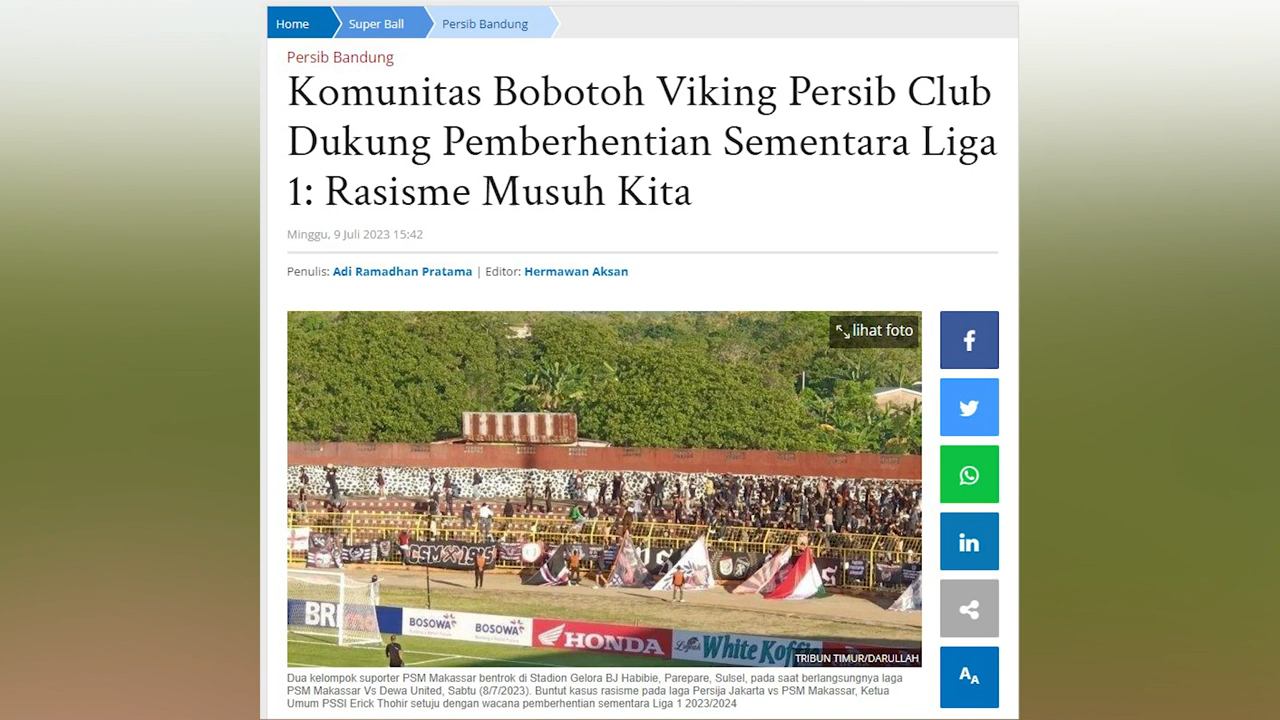 Home Super Ball Persib Bandung
Persib Bandung
Komunitas Bobotoh Viking Persib Club
Dukung Pemberhentian Sementara Liga
1: Rasisme Musuh Kita
Minggu, 9 Juli 2023 15:42
Penulis: Adi Ramadhan Pratama | Editor: Hermawan Aksan
lihat foto
BRI
BOSOWA
BOSOWA
HONDA
White Koffie
TRIBUN TIMUR/DARULLAH
Dua kelompok suporter PSM Makassar bentrok di Stadion Gelora BJ Habibie, Parepare, Sulsel, pada saat berlangsungnya laga
PSM Makassar Vs Dewa United, Sabtu (8/7/2023). Buntut kasus rasisme pada laga Persija Jakarta vs PSM Makassar, Ketua
Umum PSSI Erick Thohir setuju dengan wacana pemberhentian sementara Liga 1 2023/2024
f
in
AA